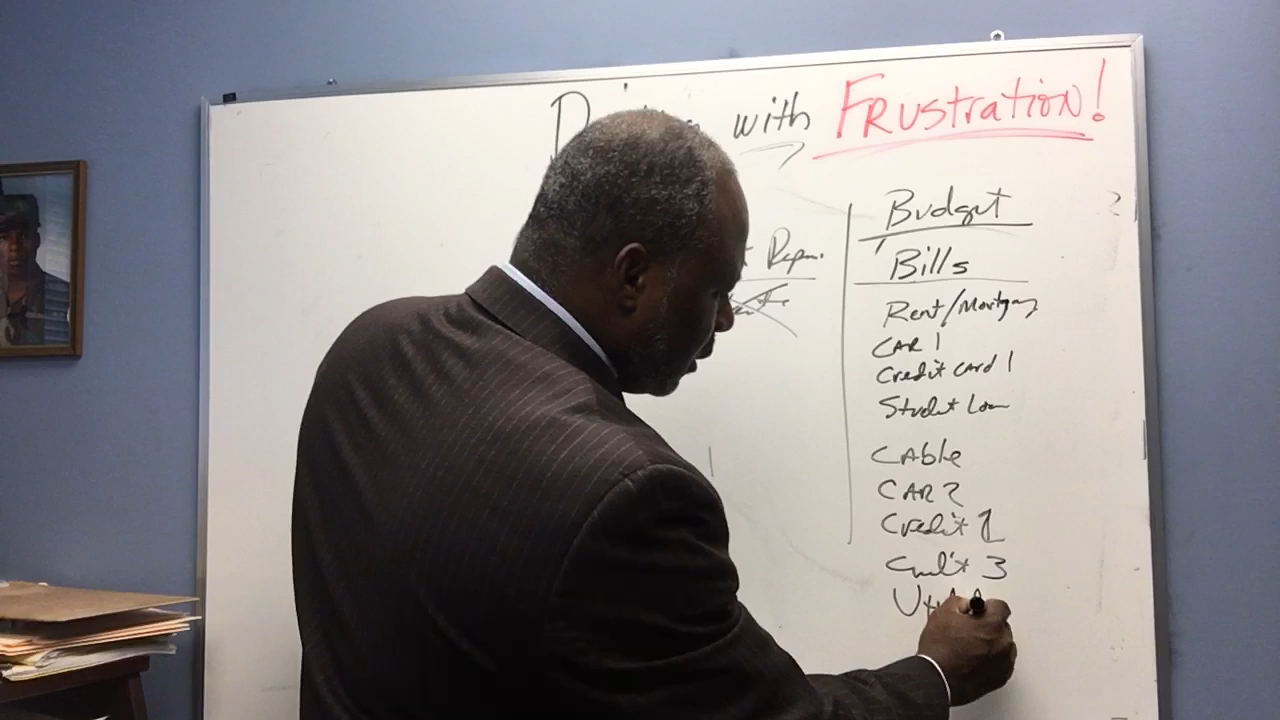 with FRUSTRATION!
Budget
Bills
Rent/Mortgag
CAR 1
Credit Card 1
Student Loan
CAble
CAR 2
Credit 2
Credit 3